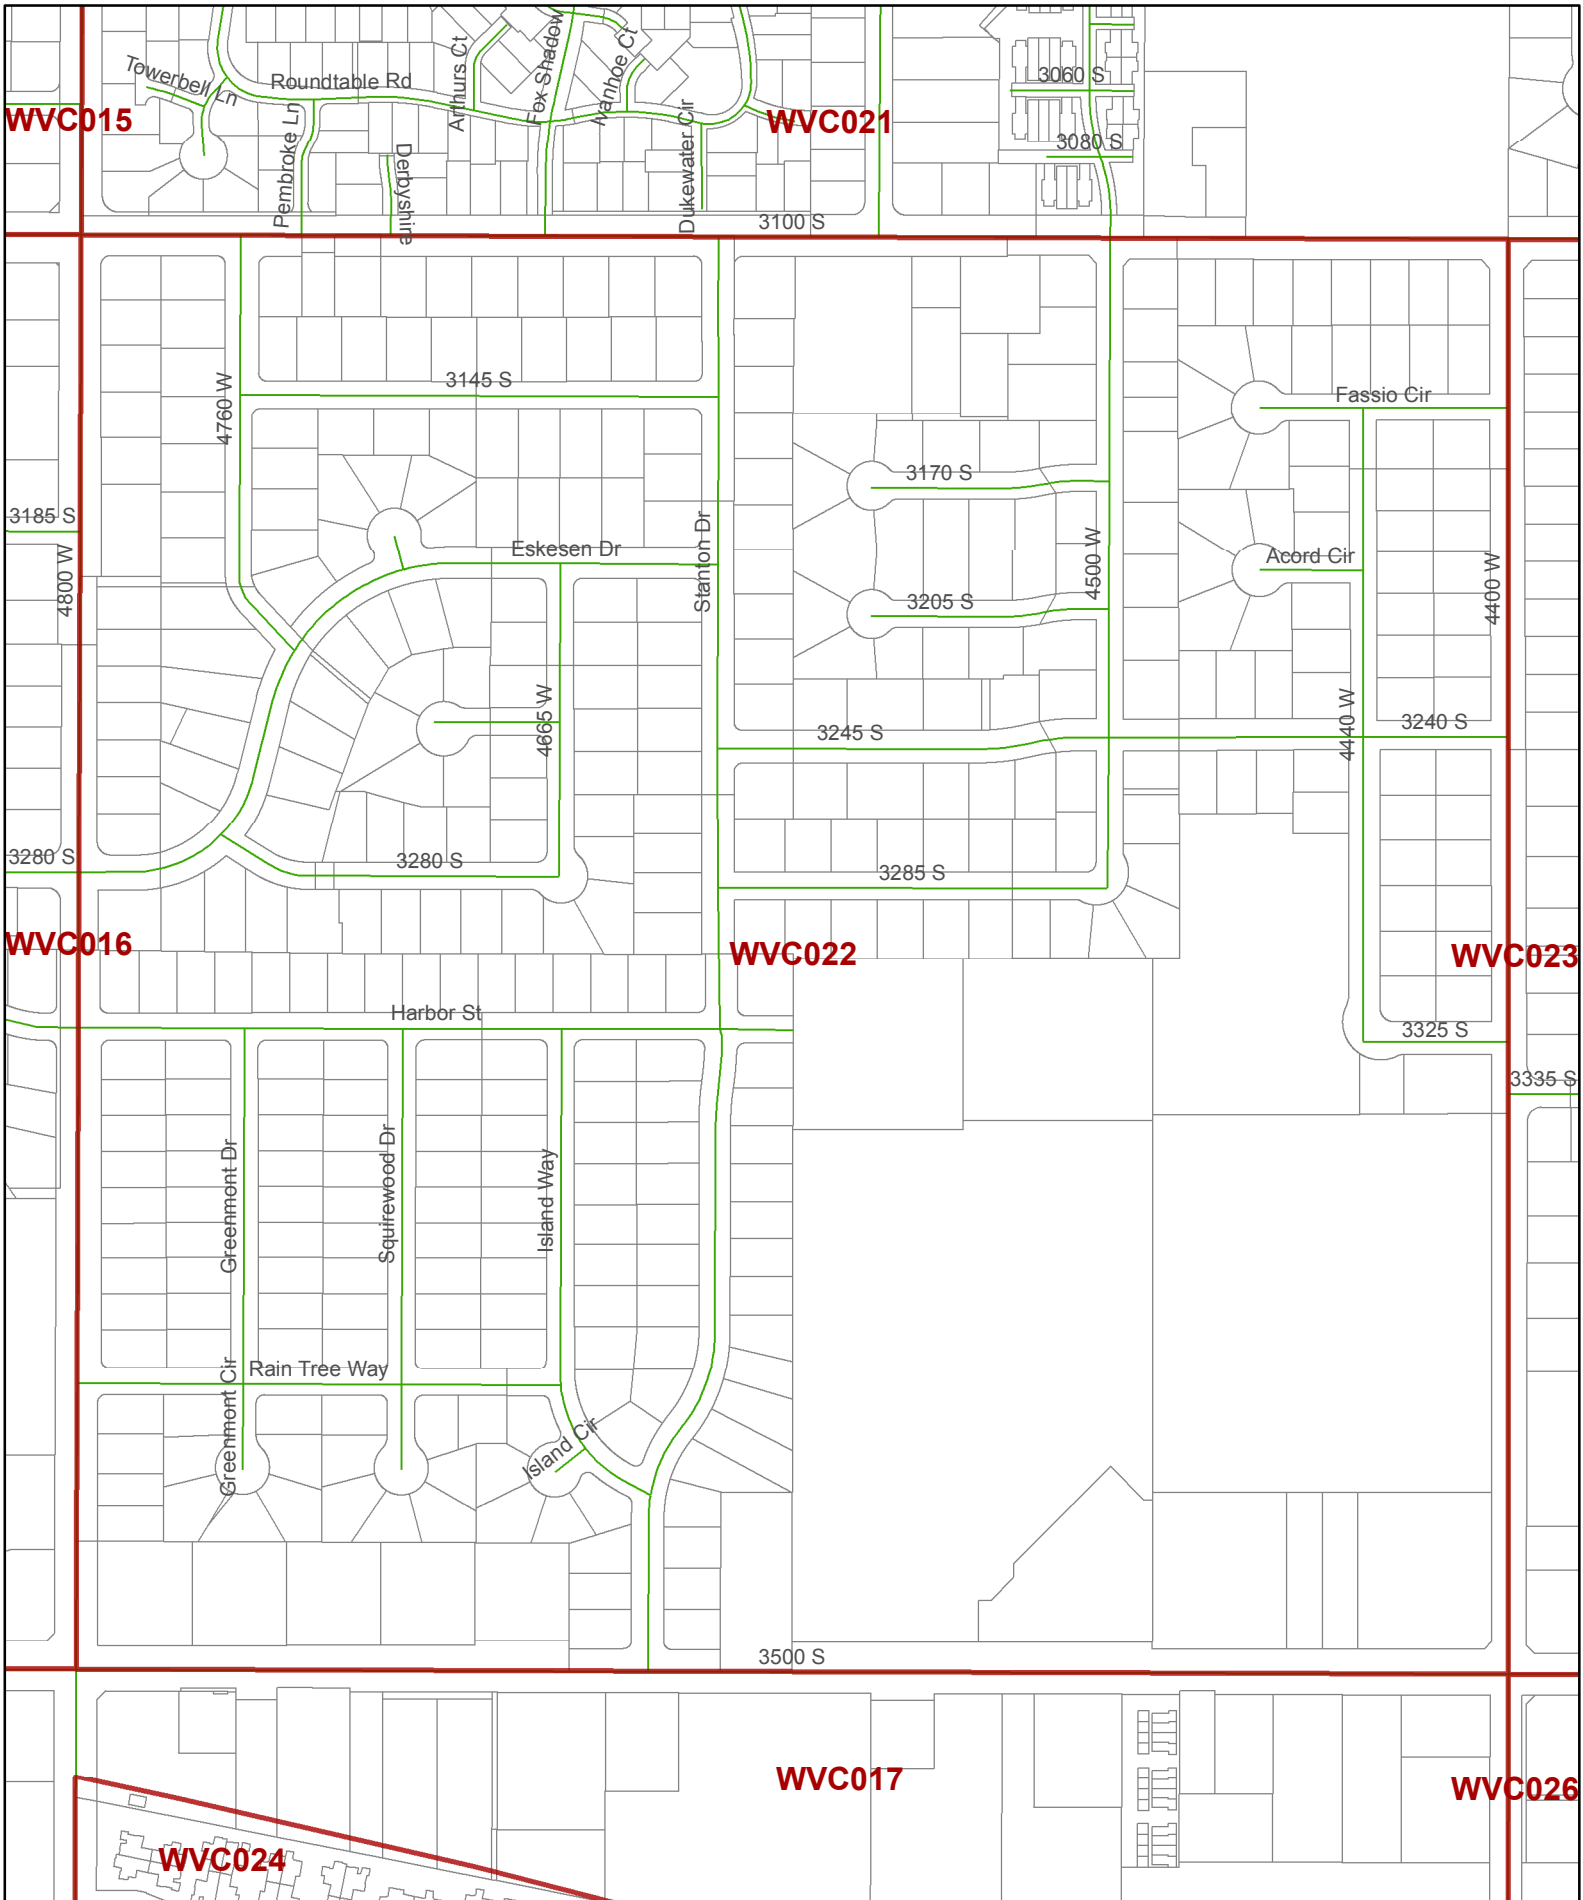 Towerbell Ln
Roundtable Rd
Arthurs Ct
Fox Shadow
Ivanhoe Ct
3060 S
WVC015
Pembroke Ln
Derbyshire
Dukewater Cir
WVC021
3080 S
3100 S
4760 W
3145 S
Fassio Cir
3170 S
3185 S
4800 W
Eskesen Dr
Stanton Dr
4500 W
Acord Cir
4400 W
3205 S
4665 W
3245 S
4440 W
3240 S
3280 S
3280 S
3285 S
WVC016
WVC022
WVC023
Harbor St
3325 S
3335 S
Greenmont Dr
Squirewood Dr
Island Way
Greenmont Cir
Rain Tree Way
Island Cir
3500 S
WVC017
WVC026
WVC024